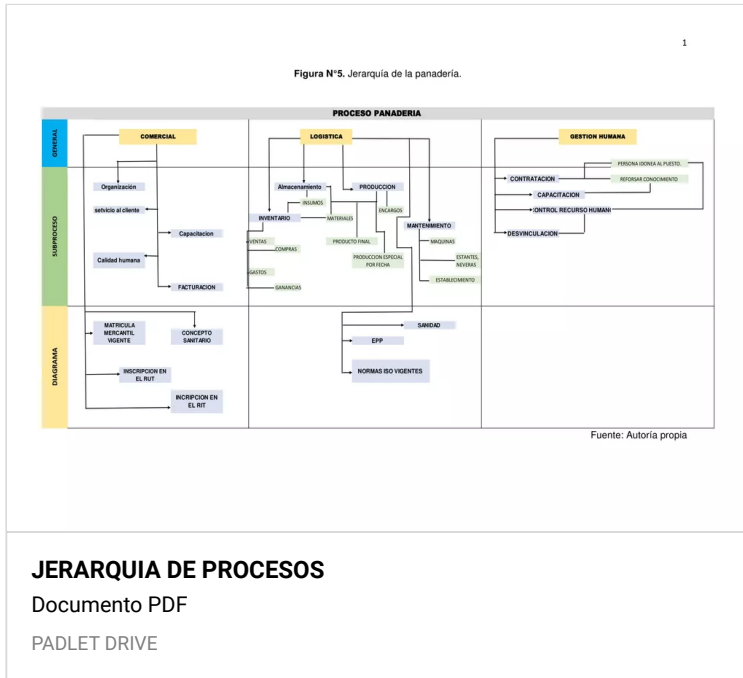 1
Figura N°5. Jerarquía de la panadería.
PROCESO PANADERIA
GENERAL
COMERCIAL
LOGISTICA
GESTION HUMANA
SUBPROCESO
Organización
setvicio al cliente
Capacitacion
Calidad humana
FACTURACION
Almacenamiento
PRODUCCION
INSUMOS
ENCARGOS
INVENTARIO
MATERIALES
MANTENIMIENTO
VENTAS
COMPRAS
PRODUCTO FINAL
MAQUINAS
PRODUCCION ESPECIAL
POR FECHA
ESTANTES,
NEVERAS
GASTOS
GANANCIAS
ESTABLECIMIENTO
PERSONA IDONEA AL PUESTO.
CONTRATACION
REFORSAR CONOCIMIENTO
CAPACITACION
ONTROL RECURSO HUMANI
DESVINCULACION
DIAGRAMA
MATRICULA
MERCANTIL
VIGENTE
CONCEPTO
SANITARIO
INSCRIPCION EN
EL RUT
INCRIPCION EN
EL RIT
SANIDAD
EPP
NORMAS ISO VIGENTES
Fuente: Autoría propia
JERARQUIA DE PROCESOS
Documento PDF
PADLET DRIVE